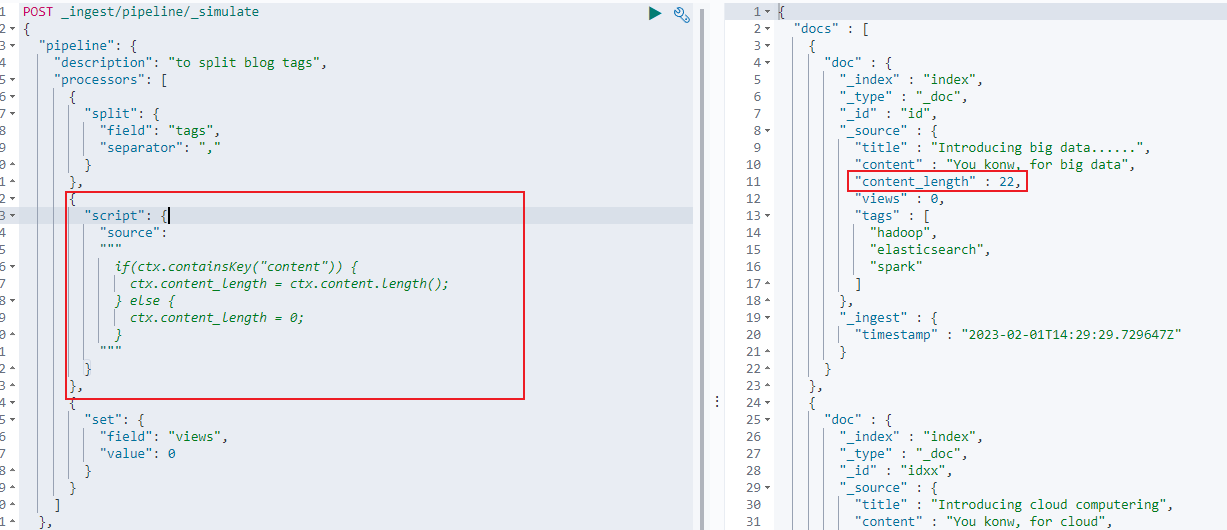 1 POST _ingest/pipeline/_simulate
2 {
3 "pipeline": {
4 "description": "to split blog tags",
5 "processors": [
6 {
7 "split": {
8 "field": "tags",
9 "separator": ","
0 }
1 },
2 {
3 "script": {
4 "source":
5 """
6 if(ctx.containsKey("content")) {
7 ctx.content_length = ctx.content.length();
8 } else {
9 ctx.content_length = 0;
0 }
1 """
2 }
3 },
4 {
5 "set": {
6 "field": "views",
7 "value": 0
8 }
9 }
0 ]
1 },
1 {
2 "docs" : [
3 {
4 "doc" : {
5 "_index" : "index",
6 "_type" : "_doc",
7 "_id" : "id",
8 "_source" : {
9 "title" : "Introducing big data......",
10 "content" : "You konw, for big data",
11 "content_length" : 22,
12 "views" : 0,
13 "tags" : [
14 "hadoop",
15 "elasticsearch",
16 "spark"
17 ]
18 },
19 "_ingest" : {
20 "timestamp" : "2023-02-01T14:29:29.729647Z"
21 }
22 }
23 },
24 {
25 "doc" : {
26 "_index" : "index",
27 "_type" : "_doc",
28 "_id" : "idxx",
29 "_source" : {
30 "title" : "Introducing cloud computering",
31 "content" : "You konw, for cloud",